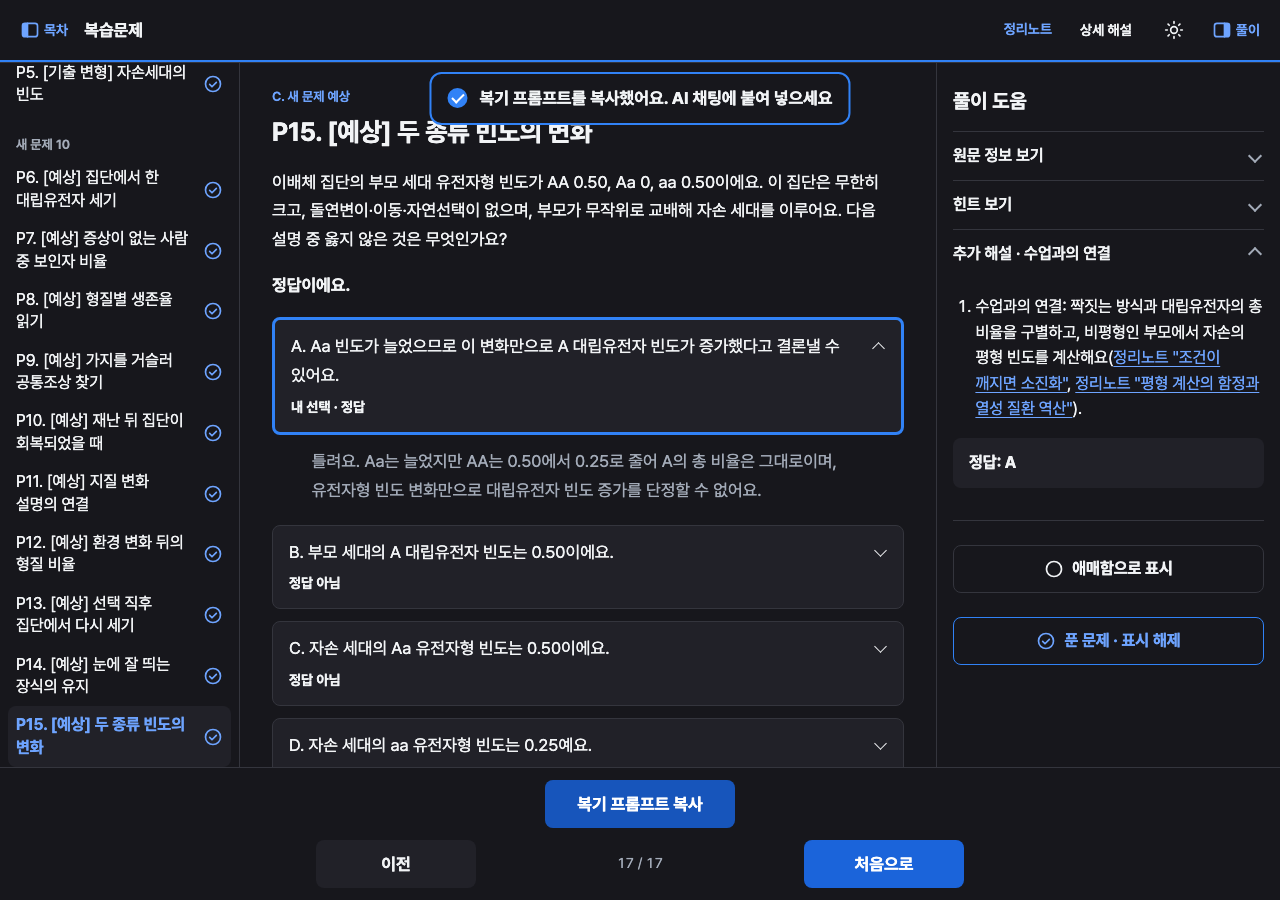 목차
복습문제
정리노트
상세 해설
풀이
P5. [기출 변형] 자손세대의
빈도
새 문제 10
P6. [예상] 집단에서 한
대립유전자 세기
P7. [예상] 증상이 없는 사람
중 보인자 비율
P8. [예상] 형질별 생존율
읽기
P9. [예상] 가지를 거슬러
공통조상 찾기
P10. [예상] 재난 뒤 집단이
회복되었을 때
P11. [예상] 지질 변화
설명의 연결
P12. [예상] 환경 변화 뒤의
형질 비율
P13. [예상] 선택 직후
집단에서 다시 세기
P14. [예상] 눈에 잘 띄는
장식의 유지
P15. [예상] 두 종류 빈도의
변화
C. 새 문제 예상
복기 프롬프트를 복사했어요. AI 채팅에 붙여 넣으세요
P15. [예상] 두 종류 빈도의 변화
이배체 집단의 부모 세대 유전자형 빈도가 AA 0.50, Aa 0, aa 0.50이에요. 이 집단은 무한히
크고, 돌연변이·이동·자연선택이 없으며, 부모가 무작위로 교배해 자손 세대를 이루어요. 다음
설명 중 옳지 않은 것은 무엇인가요?
정답이에요.
A. Aa 빈도가 늘었으므로 이 변화만으로 A 대립유전자 빈도가 증가했다고 결론낼 수
있어요.
내 선택 · 정답
틀려요. Aa는 늘었지만 AA는 0.50에서 0.25로 줄어 A의 총 비율은 그대로이며,
유전자형 빈도 변화만으로 대립유전자 빈도 증가를 단정할 수 없어요.
B. 부모 세대의 A 대립유전자 빈도는 0.50이에요.
정답 아님
C. 자손 세대의 Aa 유전자형 빈도는 0.50이에요.
정답 아님
D. 자손 세대의 aa 유전자형 빈도는 0.25예요.
풀이 도움
원문 정보 보기
힌트 보기
추가 해설 · 수업과의 연결
1. 수업과의 연결: 짝짓는 방식과 대립유전자의 총
비율을 구별하고, 비평형인 부모에서 자손의
평형 빈도를 계산해요(정리노트 "조건이
깨지면 소진화", 정리노트 "평형 계산의 함정과
열성 질환 역산").
정답: A
애매함으로 표시
푼 문제 · 표시 해제
복기 프롬프트 복사
이전
17 / 17
처음으로